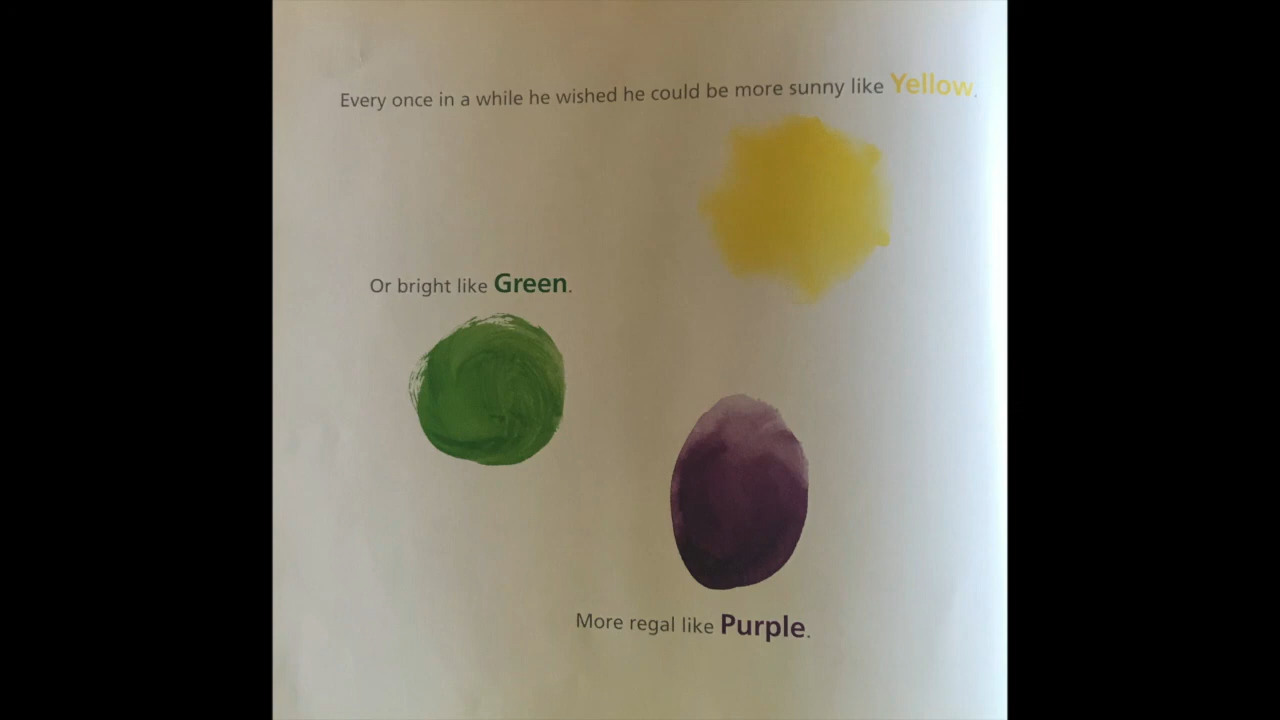 Every once in a while he wished he could be more sunny like Yellow.
Or bright like Green.
More regal like Purple.